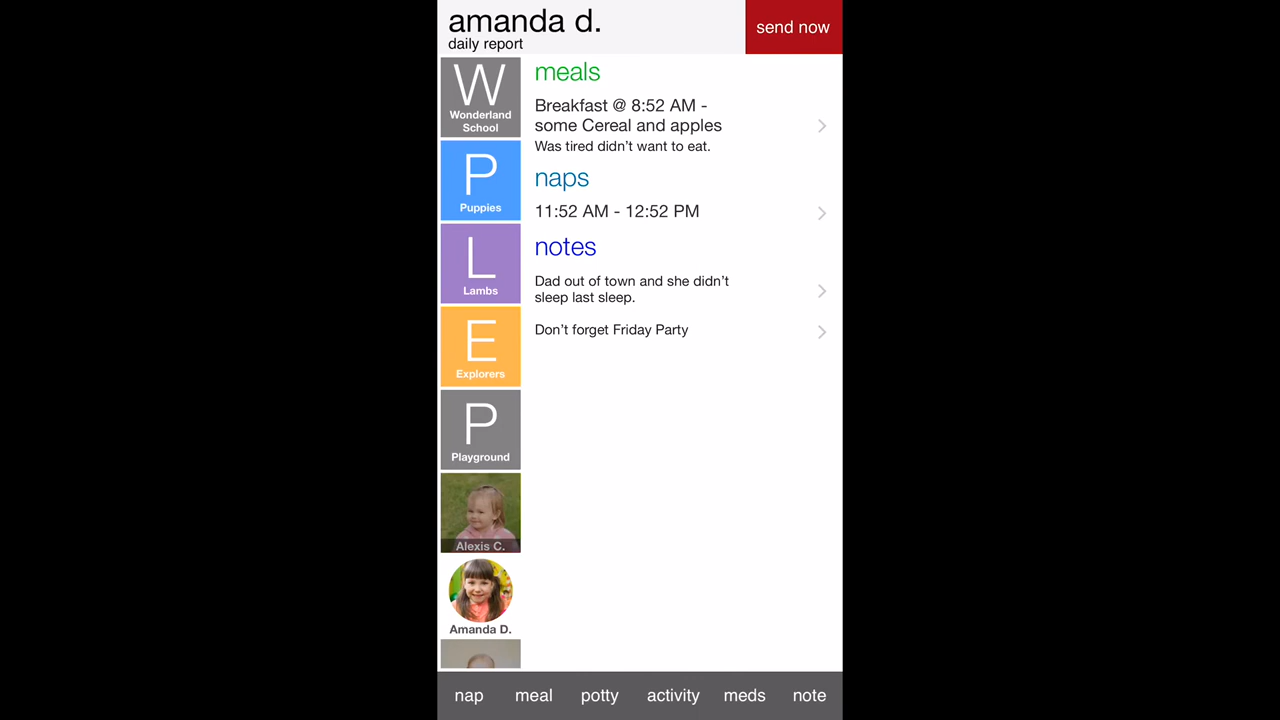 amanda d.
daily report
send now
W
Wonderland
School
P
Puppies
L
Lambs
E
Explorers
P
Playground
Alexis C.
Amanda D.
meals
Breakfast @ 8:52 AM -
some Cereal and apples
Was tired didn’t want to eat.
naps
11:52 AM - 12:52 PM
notes
Dad out of town and she didn’t
sleep last sleep.
Don’t forget Friday Party
nap meal potty activity meds note